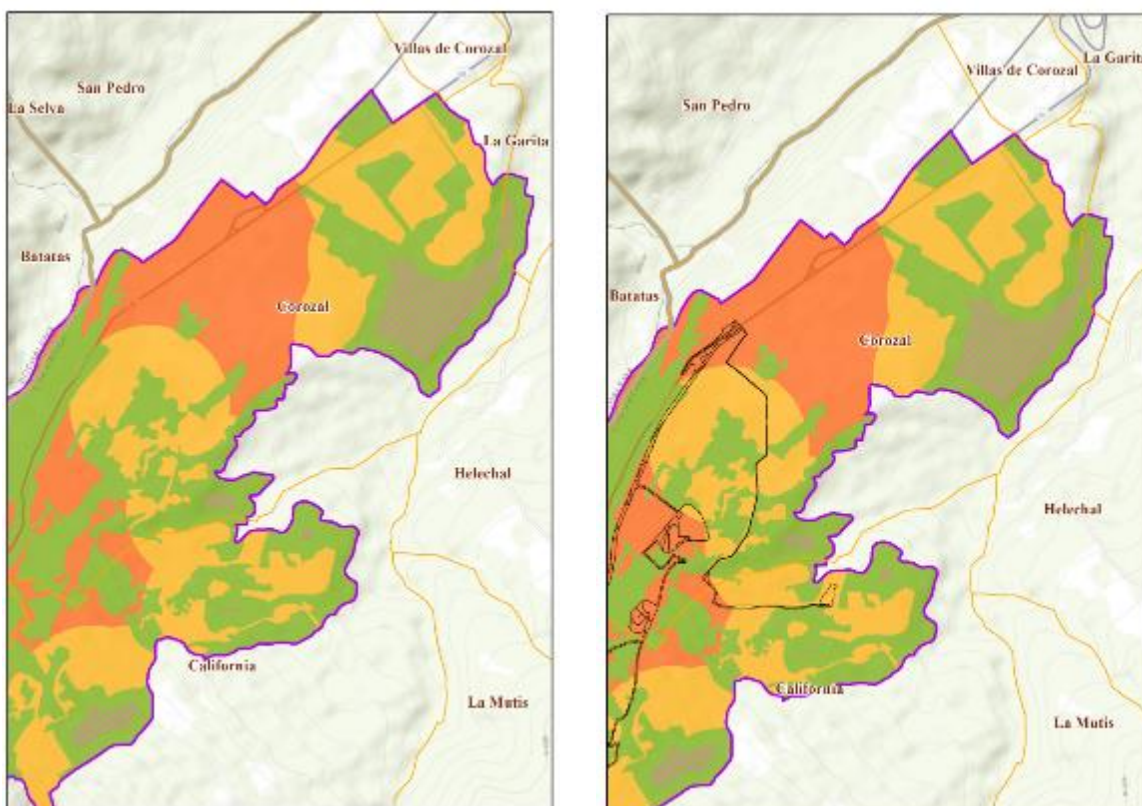 Villas de Corozal
San Pedro
La Selva
La Garita
Batatas
Corozal
Helechal
California
La Mutis
La Garita
Villas de Corozal
San Pedro
Batatas
Corozal
Helechal
California
La Mutis